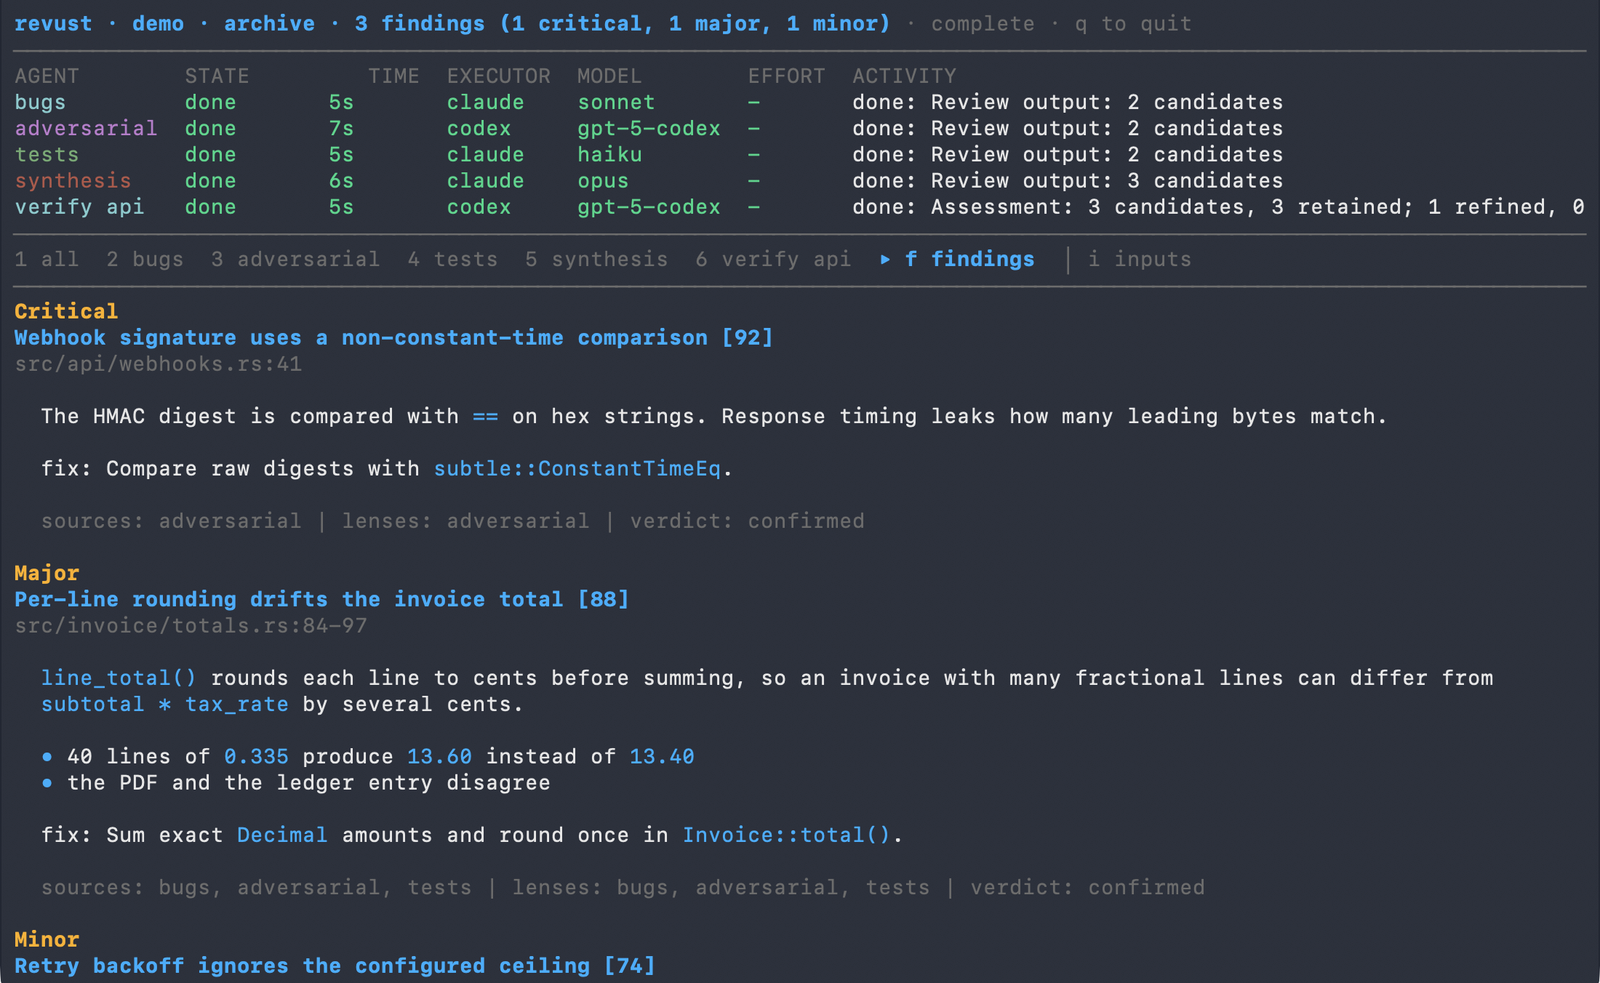 revust · demo · archive · 3 findings (1 critical, 1 major, 1 minor) · complete · q to quit
AGENT STATE TIME EXECUTOR MODEL EFFORT ACTIVITY
bugs done 5s claude sonnet – done: Review output: 2 candidates
adversarial done 7s codex gpt-5-codex – done: Review output: 2 candidates
tests done 5s claude haiku – done: Review output: 2 candidates
synthesis done 6s claude opus – done: Review output: 3 candidates
verify api done 5s codex gpt-5-codex – done: Assessment: 3 candidates, 3 retained; 1 refined, 0
1 all 2 bugs 3 adversarial 4 tests 5 synthesis 6 verify api ▸ f findings │ i inputs
Critical
Webhook signature uses a non-constant-time comparison [92]
src/api/webhooks.rs:41
The HMAC digest is compared with == on hex strings. Response timing leaks how many leading bytes match.
fix: Compare raw digests with subtle::ConstantTimeEq.
sources: adversarial | lenses: adversarial | verdict: confirmed
Major
Per-line rounding drifts the invoice total [88]
src/invoice/totals.rs:84-97
line_total() rounds each line to cents before summing, so an invoice with many fractional lines can differ from
subtotal * tax_rate by several cents.
• 40 lines of 0.335 produce 13.60 instead of 13.40
• the PDF and the ledger entry disagree
fix: Sum exact Decimal amounts and round once in Invoice::total().
sources: bugs, adversarial, tests | lenses: bugs, adversarial, tests | verdict: confirmed
Minor
Retry backoff ignores the configured ceiling [74]